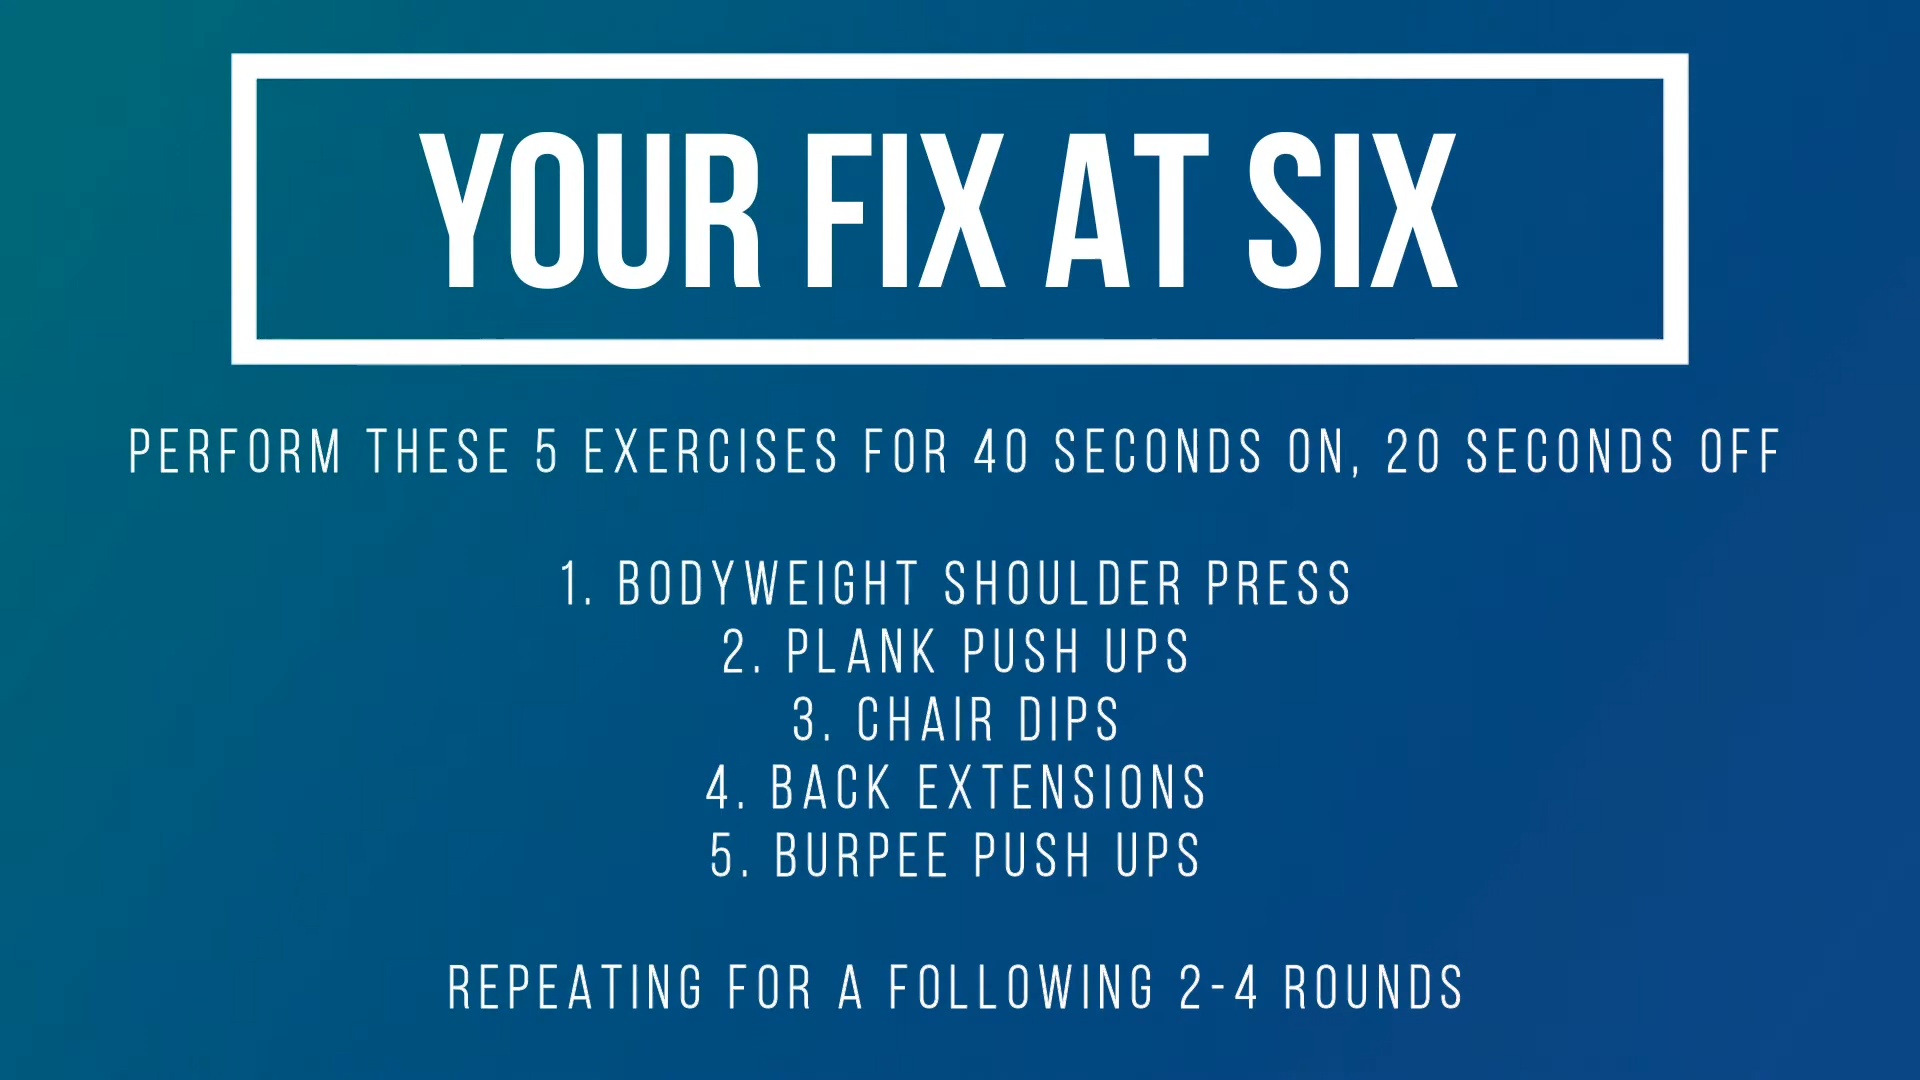 YOUR FIX AT SIX
PERFORM THESE 5 EXERCISES FOR 40 SECONDS ON, 20 SECONDS OFF
1. BODYWEIGHT SHOULDER PRESS
2. PLANK PUSH UPS
3. CHAIR DIPS
4. BACK EXTENSIONS
5. BURPEE PUSH UPS
REPEATING FOR A FOLLOWING 2-4 ROUNDS